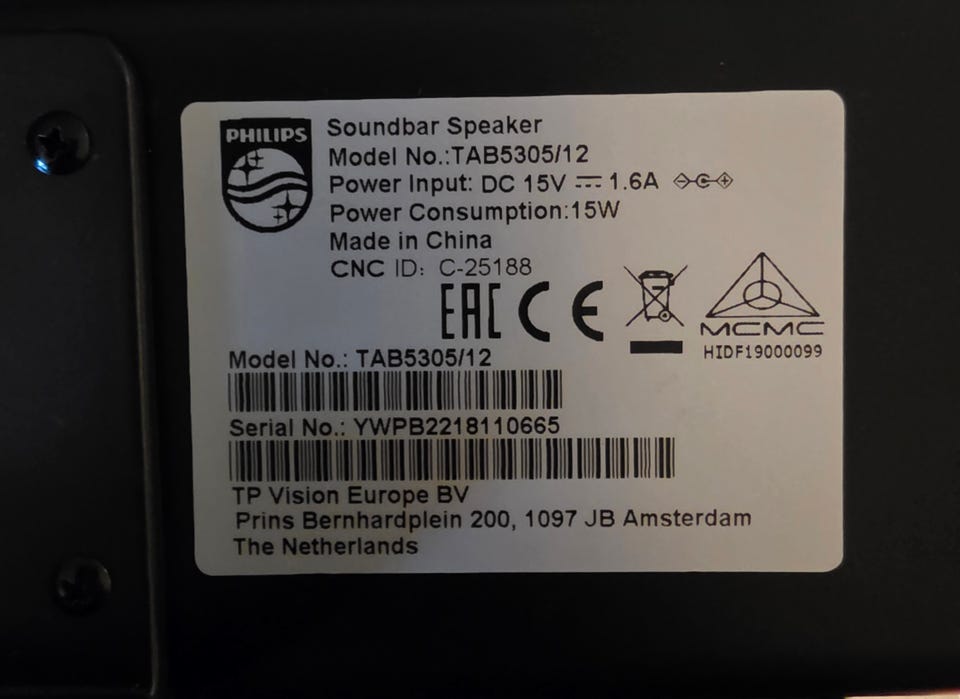 PHILIPS
Soundbar Speaker
Model No.:TAB5305/12
Power Input: DC 15V ⎓ 1.6A
Power Consumption:15W
Made in China
CNC ID: C-25188
EAC CE
MCMC
HIDF19000099
Model No.: TAB5305/12
Serial No.: YWPB2218110665
TP Vision Europe BV
Prins Bernhardplein 200, 1097 JB Amsterdam
The Netherlands